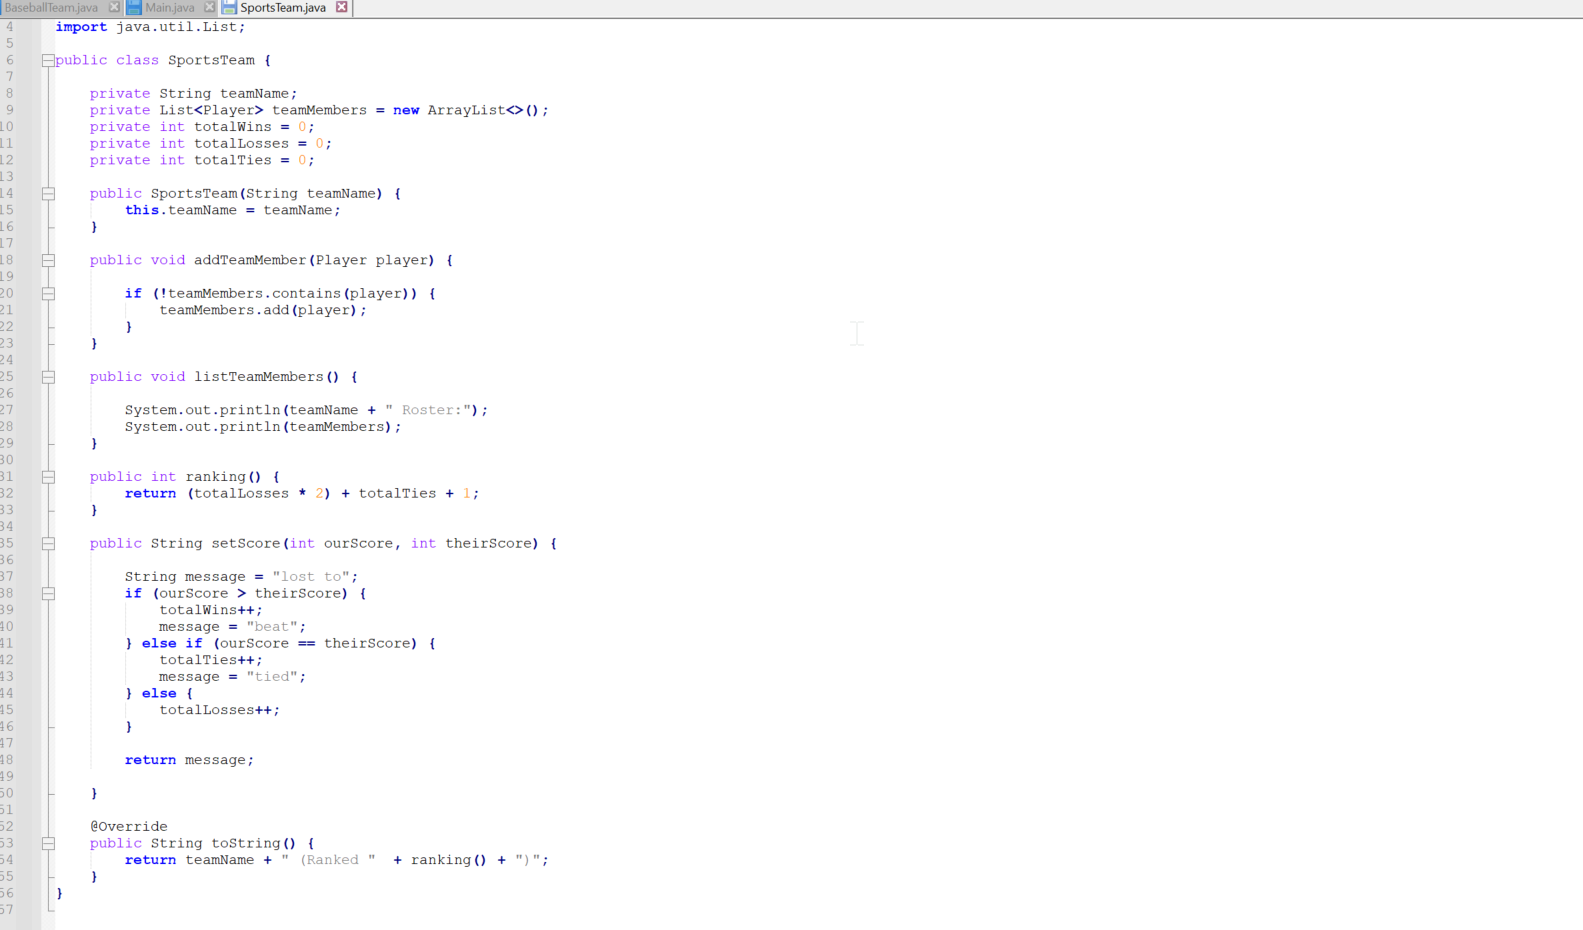 BaseballTeam.java Main.java SportsTeam.java
4 import java.util.List;
5
6 public class SportsTeam {
7
8 private String teamName;
9 private List<Player> teamMembers = new ArrayList<>();
10 private int totalWins = 0;
11 private int totalLosses = 0;
12 private int totalTies = 0;
13
14 public SportsTeam(String teamName) {
15 this.teamName = teamName;
16 }
17
18 public void addTeamMember(Player player) {
19
20 if (!teamMembers.contains(player)) {
21 teamMembers.add(player);
22 }
23 }
24
25 public void listTeamMembers() {
26
27 System.out.println(teamName + " Roster:");
28 System.out.println(teamMembers);
29 }
30
31 public int ranking() {
32 return (totalLosses * 2) + totalTies + 1;
33 }
34
35 public String setScore(int ourScore, int theirScore) {
36
37 String message = "lost to";
38 if (ourScore > theirScore) {
39 totalWins++;
40 message = "beat";
41 } else if (ourScore == theirScore) {
42 totalTies++;
43 message = "tied";
44 } else {
45 totalLosses++;
46 }
47
48 return message;
49
50 }
51
52 @Override
53 public String toString() {
54 return teamName + " (Ranked " + ranking() + ")";
55 }
56 }
57